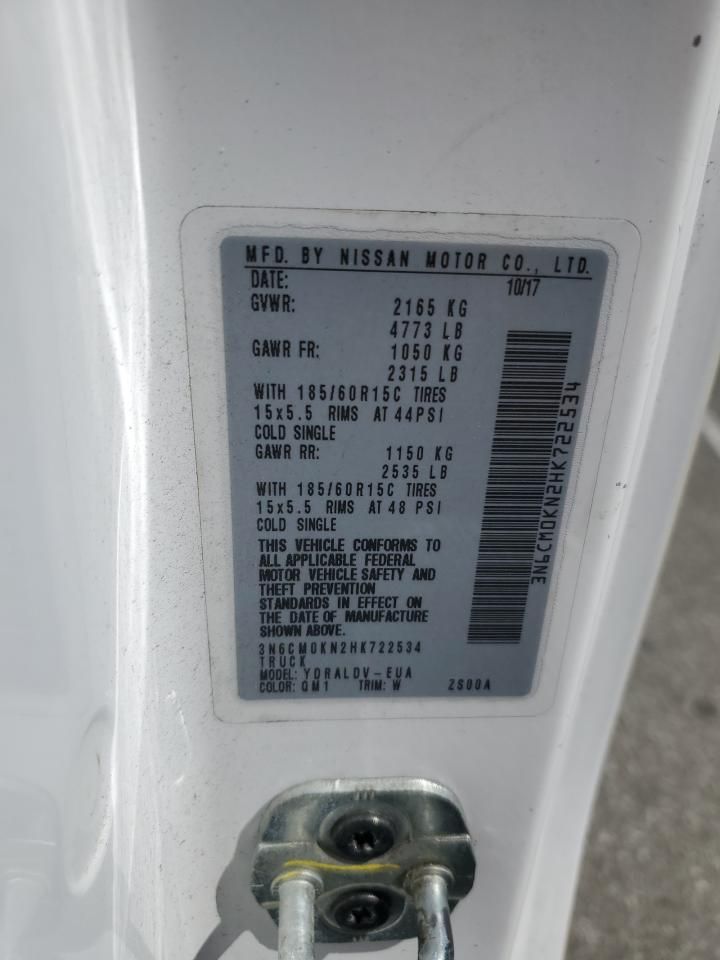 MFD. BY NISSAN MOTOR CO., LTD.
DATE: 10/17
GVWR: 2165 KG
4773 LB
GAWR FR: 1050 KG
2315 LB
WITH 185/60R15C TIRES
15x5.5 RIMS AT 44PSI
COLD SINGLE
GAWR RR: 1150 KG
2535 LB
WITH 185/60R15C TIRES
15x5.5 RIMS AT 48 PSI
COLD SINGLE
THIS VEHICLE CONFORMS TO
ALL APPLICABLE FEDERAL
MOTOR VEHICLE SAFETY AND
THEFT PREVENTION
STANDARDS IN EFFECT ON
THE DATE OF MANUFACTURE
SHOWN ABOVE.
3N6CM0KN2HK722534
TRUCK
MODEL: YDRALDV-EUA
COLOR: QM1 TRIM: W ZS00A
3N6CM0KN2HK722534